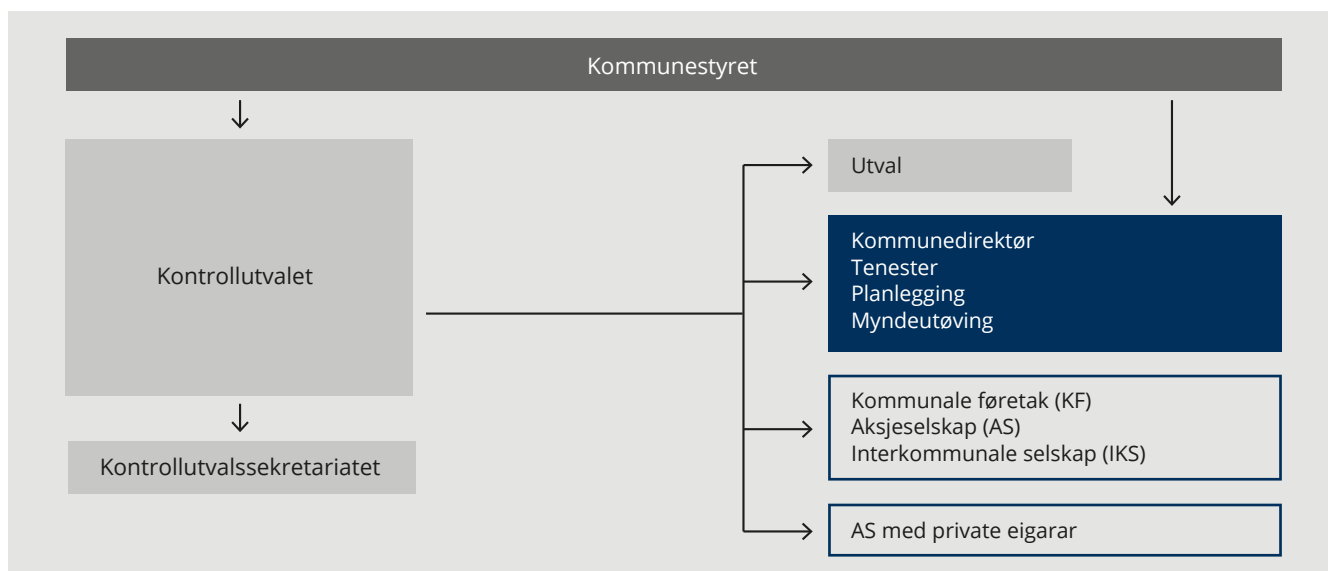 Kommunestyret
Kontrollutvalet
Kontrollutvalssekretariatet
Utval
Kommunedirektør
Tenester
Planlegging
Myndeutøving
Kommunale føretak (KF)
Aksjeselskap (AS)
Interkommunale selskap (IKS)
AS med private eigarar